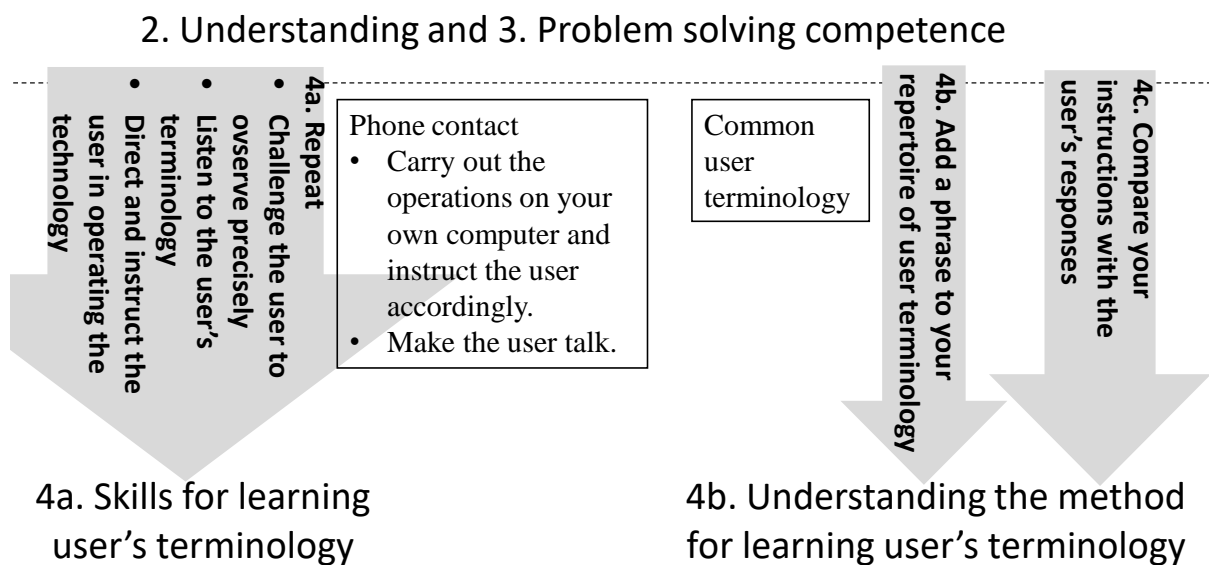 2. Understanding and 3. Problem solving competence
4a. Repeat
• Challenge the user to
ovserve precisely
• Listen to the user's
terminology
• Direct and instruct the
user in operating the
technology
Phone contact
• Carry out the
operations on your
own computer and
instruct the user
accordingly.
• Make the user talk.
Common
user
terminology
4b. Add a phrase to your
repertoire of user terminology
4c. Compare your
instructions with the
user's responses
4a. Skills for learning
user's terminology
4b. Understanding the method
for learning user's terminology